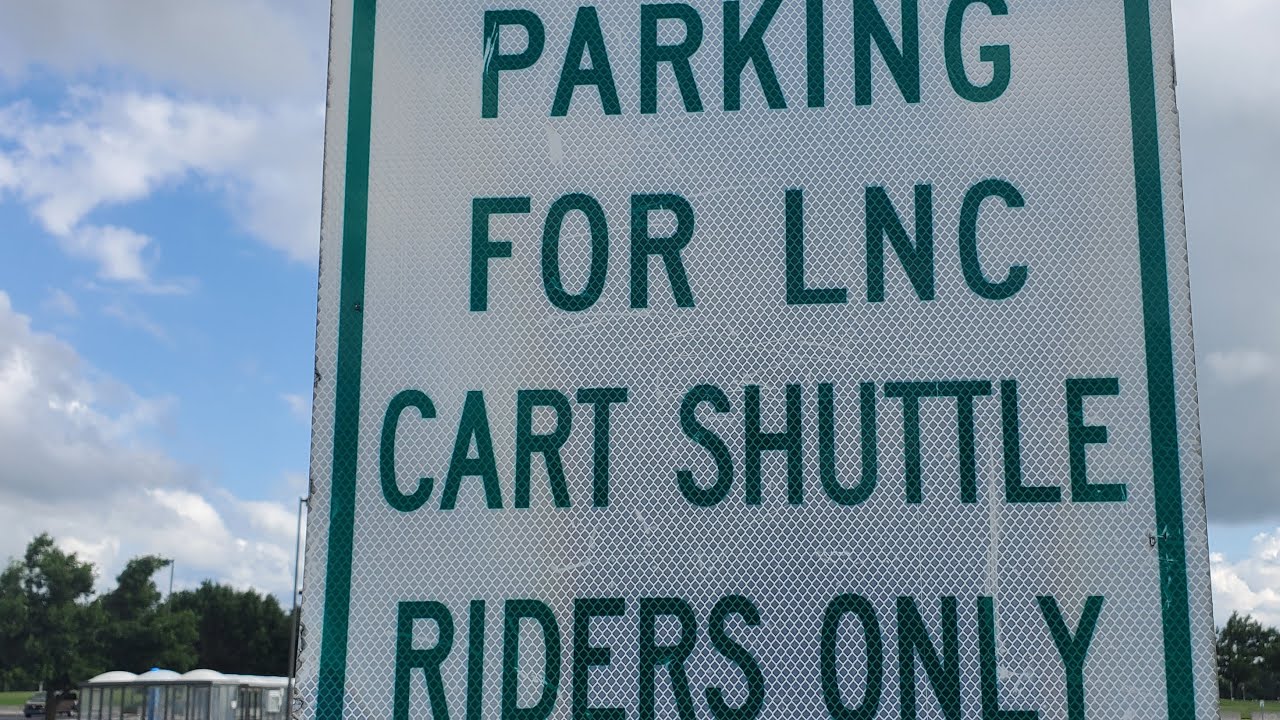 PARKING
FOR LNC
CART SHUTTLE
RIDERS ONLY